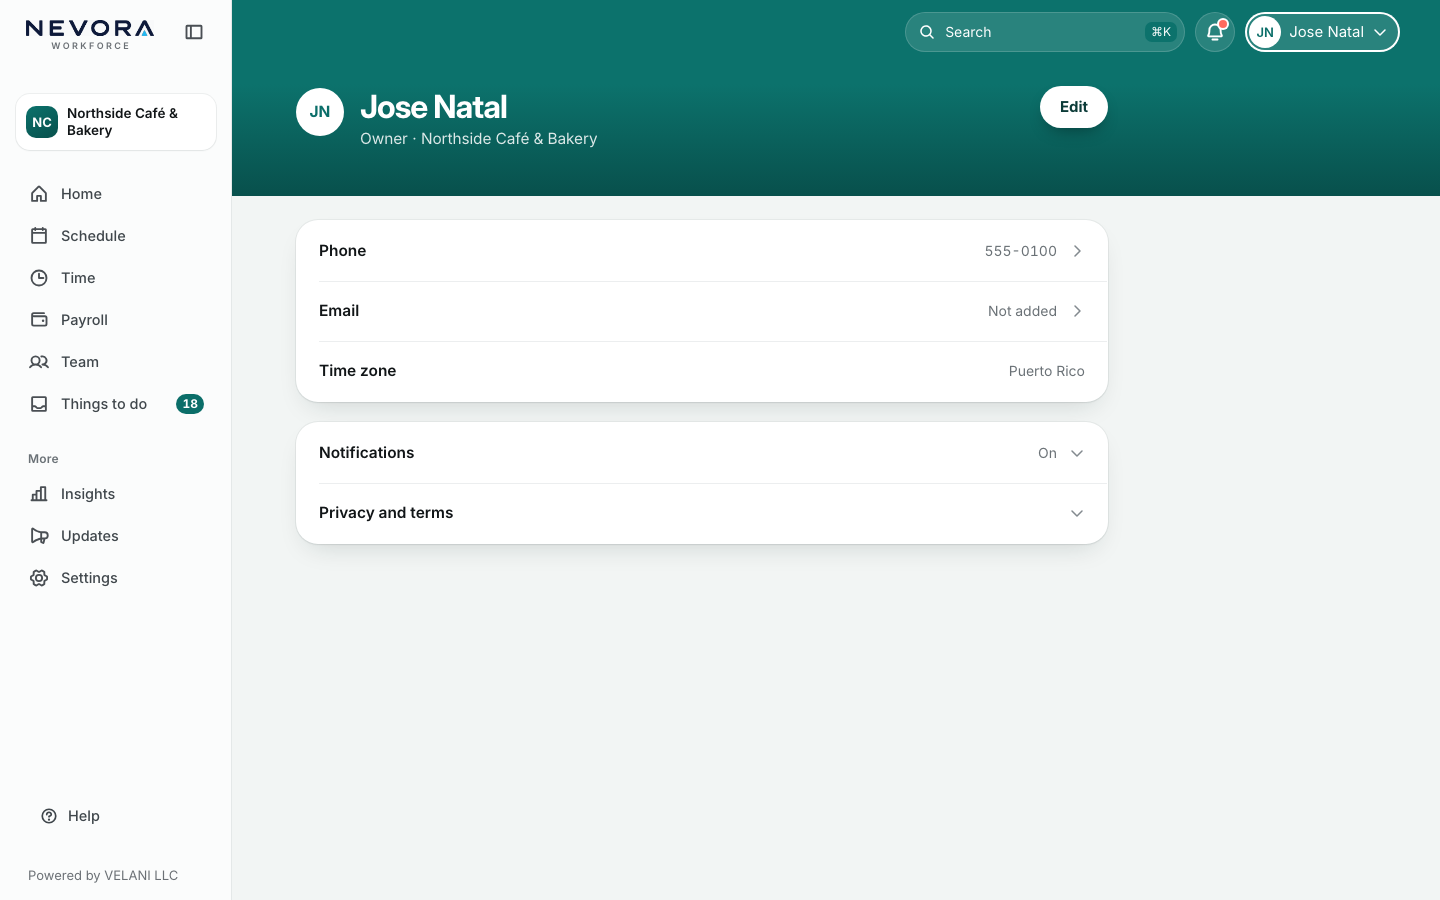 NEVORA
WORKFORCE
Search
⌘K
JN
Jose Natal
NC
Northside Café &
Bakery
JN
Jose Natal
Owner · Northside Café & Bakery
Edit
Home
Schedule
Time
Payroll
Team
Things to do 18
More
Insights
Updates
Settings
Help
Powered by VELANI LLC
Phone 555-0100
Email Not added
Time zone Puerto Rico
Notifications On
Privacy and terms